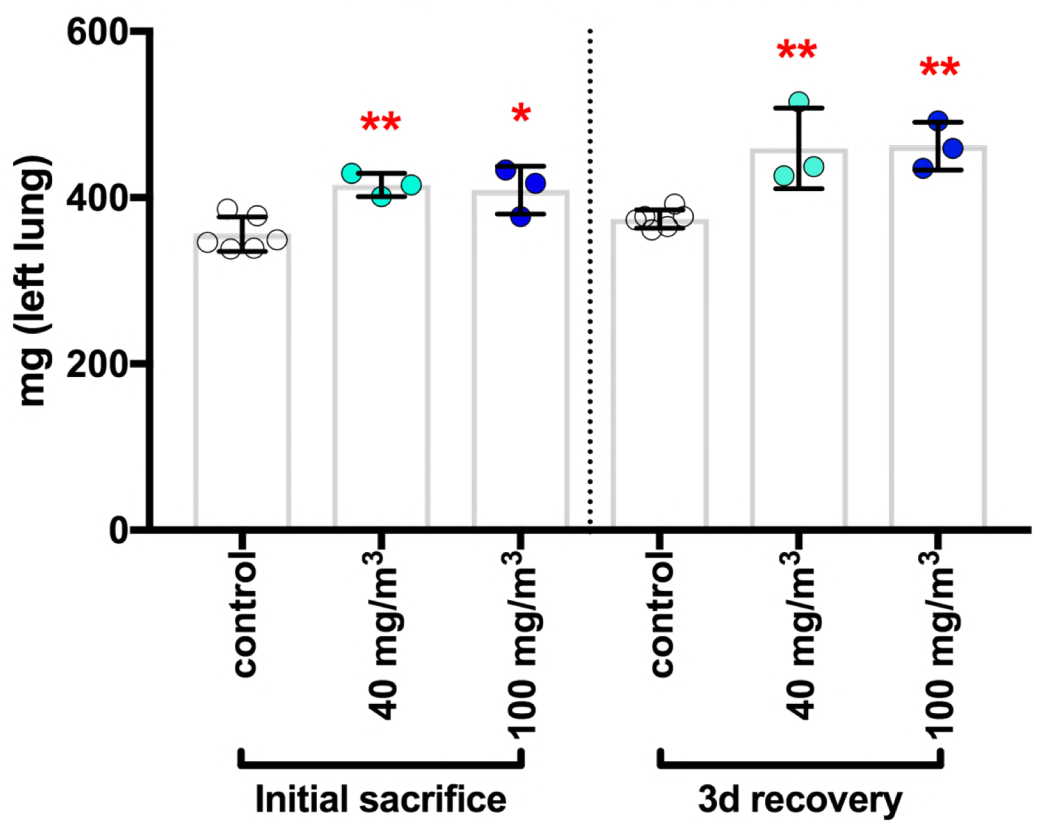 600
400
200
0
mg (left lung)
**
*
**
**
control
40 mg/m³
100 mg/m³
control
40 mg/m³
100 mg/m³
Initial sacrifice
3d recovery